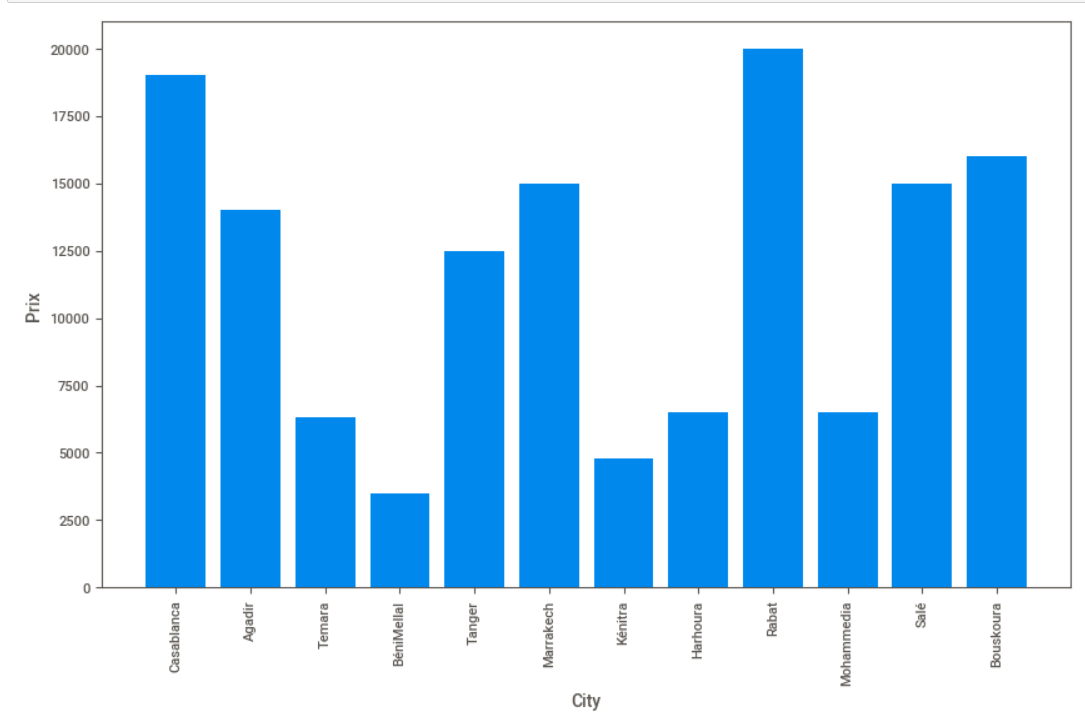 20000
17500
15000
12500
10000
7500
5000
2500
0
Prix
Casablanca
Agadir
Temara
BéniMellal
Tanger
Marrakech
Kénitra
Harhoura
Rabat
Mohammedia
Salé
Bouskoura
City